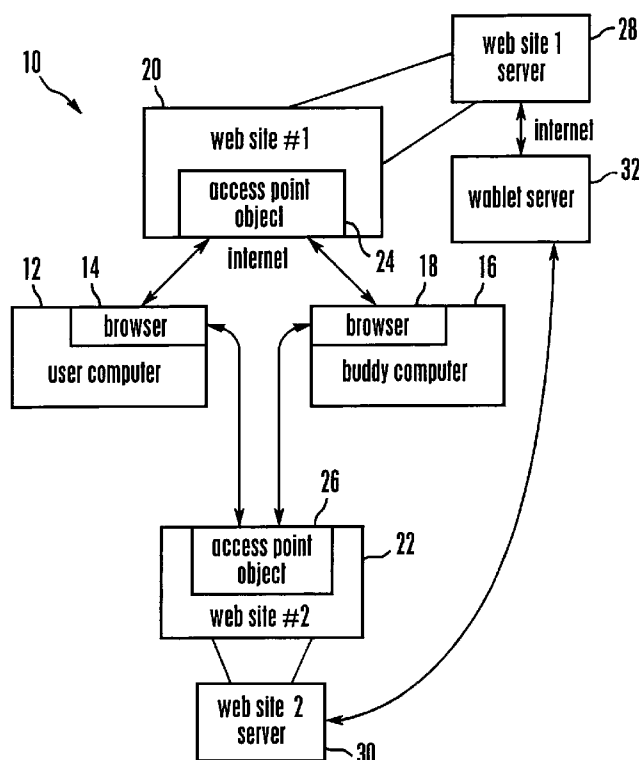 10
20
web site #1
access point
object
24
internet
web site 1
server
28
internet
wablet server
32
12
14
browser
user computer
18
16
browser
buddy computer
26
access point
object
22
web site #2
web site 2
server
30